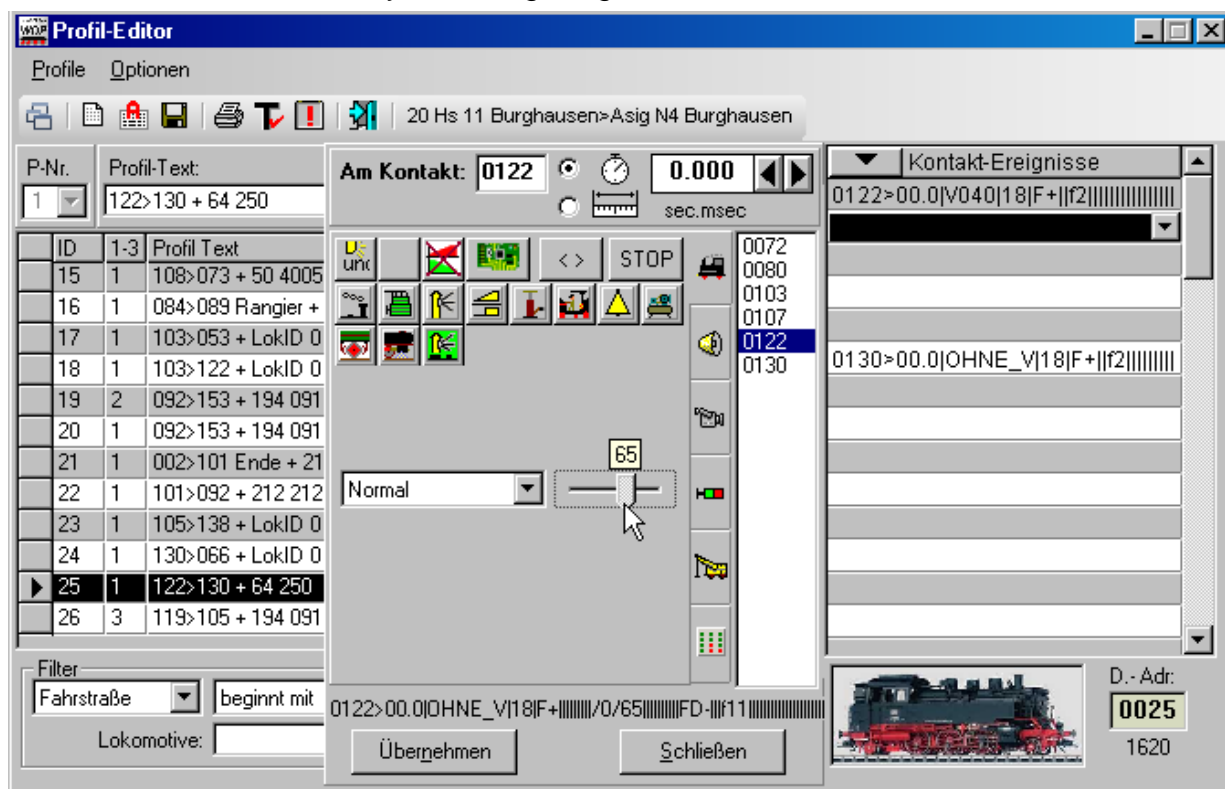 Profil-Editor
Profile Optionen
20 Hs 11 Burghausen>Asig N4 Burghausen
P-Nr. Profil-Text:
1 122>130 + 64 250
ID 1-3 Profil Text
15 1 108>073 + 50 4005
16 1 084>089 Rangier +
17 1 103>053 + LokID 0
18 1 103>122 + LokID 0
19 2 092>153 + 194 091
20 1 092>153 + 194 091
21 1 002>101 Ende + 21
22 1 101>092 + 212 212
23 1 105>138 + LokID 0
24 1 130>066 + LokID 0
25 1 122>130 + 64 250
26 3 119>105 + 194 091
Filter
Fahrstraße beginnt mit
Lokomotive:
Am Kontakt: 0122 0.000
sec.msec
< > STOP
Normal 65
0072
0080
0103
0107
0122
0130
0122>00.0|OHNE_V|18|F+||||||||/0/65||||||||FD-|||f11
Übernehmen Schließen
Kontakt-Ereignisse
0122>00.0|V040|18|F+||f2
0130>00.0|OHNE_V|18|F+||f2
D.- Adr:
0025
1620